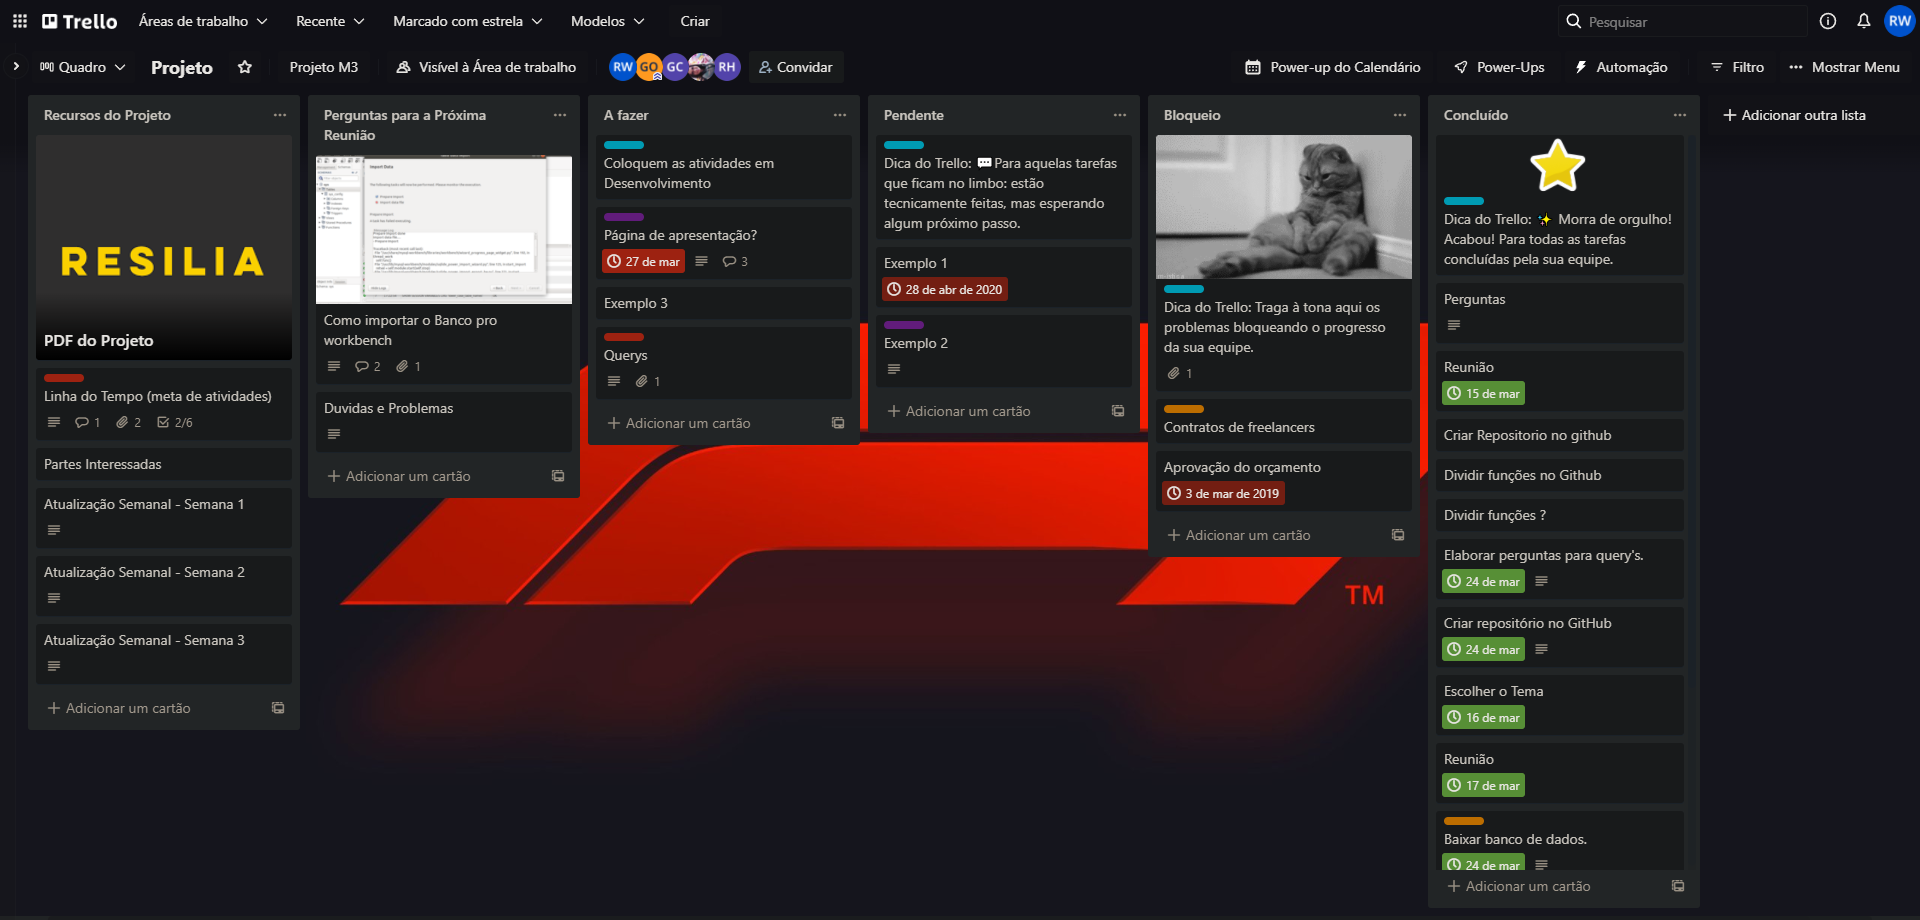 Trello
Áreas de trabalho
Recente
Marcado com estrela
Modelos
Criar
Pesquisar
RW
Quadro
Projeto
Projeto M3
Visível à Área de trabalho
RW
GO
GC
RH
Convidar
Power-up do Calendário
Power-Ups
Automação
Filtro
Mostrar Menu
Recursos do Projeto
RESILIA
PDF do Projeto
Linha do Tempo (meta de atividades)
1
2
2/6
Partes Interessadas
Atualização Semanal - Semana 1
Atualização Semanal - Semana 2
Atualização Semanal - Semana 3
Adicionar um cartão
Perguntas para a Próxima
Reunião
Import Data
Como importar o Banco pro
workbench
2
1
Duvidas e Problemas
Adicionar um cartão
A fazer
Coloquem as atividades em
Desenvolvimento
Página de apresentação?
27 de mar
3
Exemplo 3
Querys
1
Adicionar um cartão
Pendente
Dica do Trello: 💬Para aquelas tarefas
que ficam no limbo: estão
tecnicamente feitas, mas esperando
algum próximo passo.
Exemplo 1
28 de abr de 2020
Exemplo 2
Adicionar um cartão
Bloqueio
Dica do Trello: Traga à tona aqui os
problemas bloqueando o progresso
da sua equipe.
1
Contratos de freelancers
Aprovação do orçamento
3 de mar de 2019
Adicionar um cartão
TM
Concluído
Dica do Trello: ✨ Morra de orgulho!
Acabou! Para todas as tarefas
concluídas pela sua equipe.
Perguntas
Reunião
15 de mar
Criar Repositorio no github
Dividir funções no Github
Dividir funções ?
Elaborar perguntas para query's.
24 de mar
Criar repositório no GitHub
24 de mar
Escolher o Tema
16 de mar
Reunião
17 de mar
Baixar banco de dados.
24 de mar
Adicionar um cartão
Adicionar outra lista